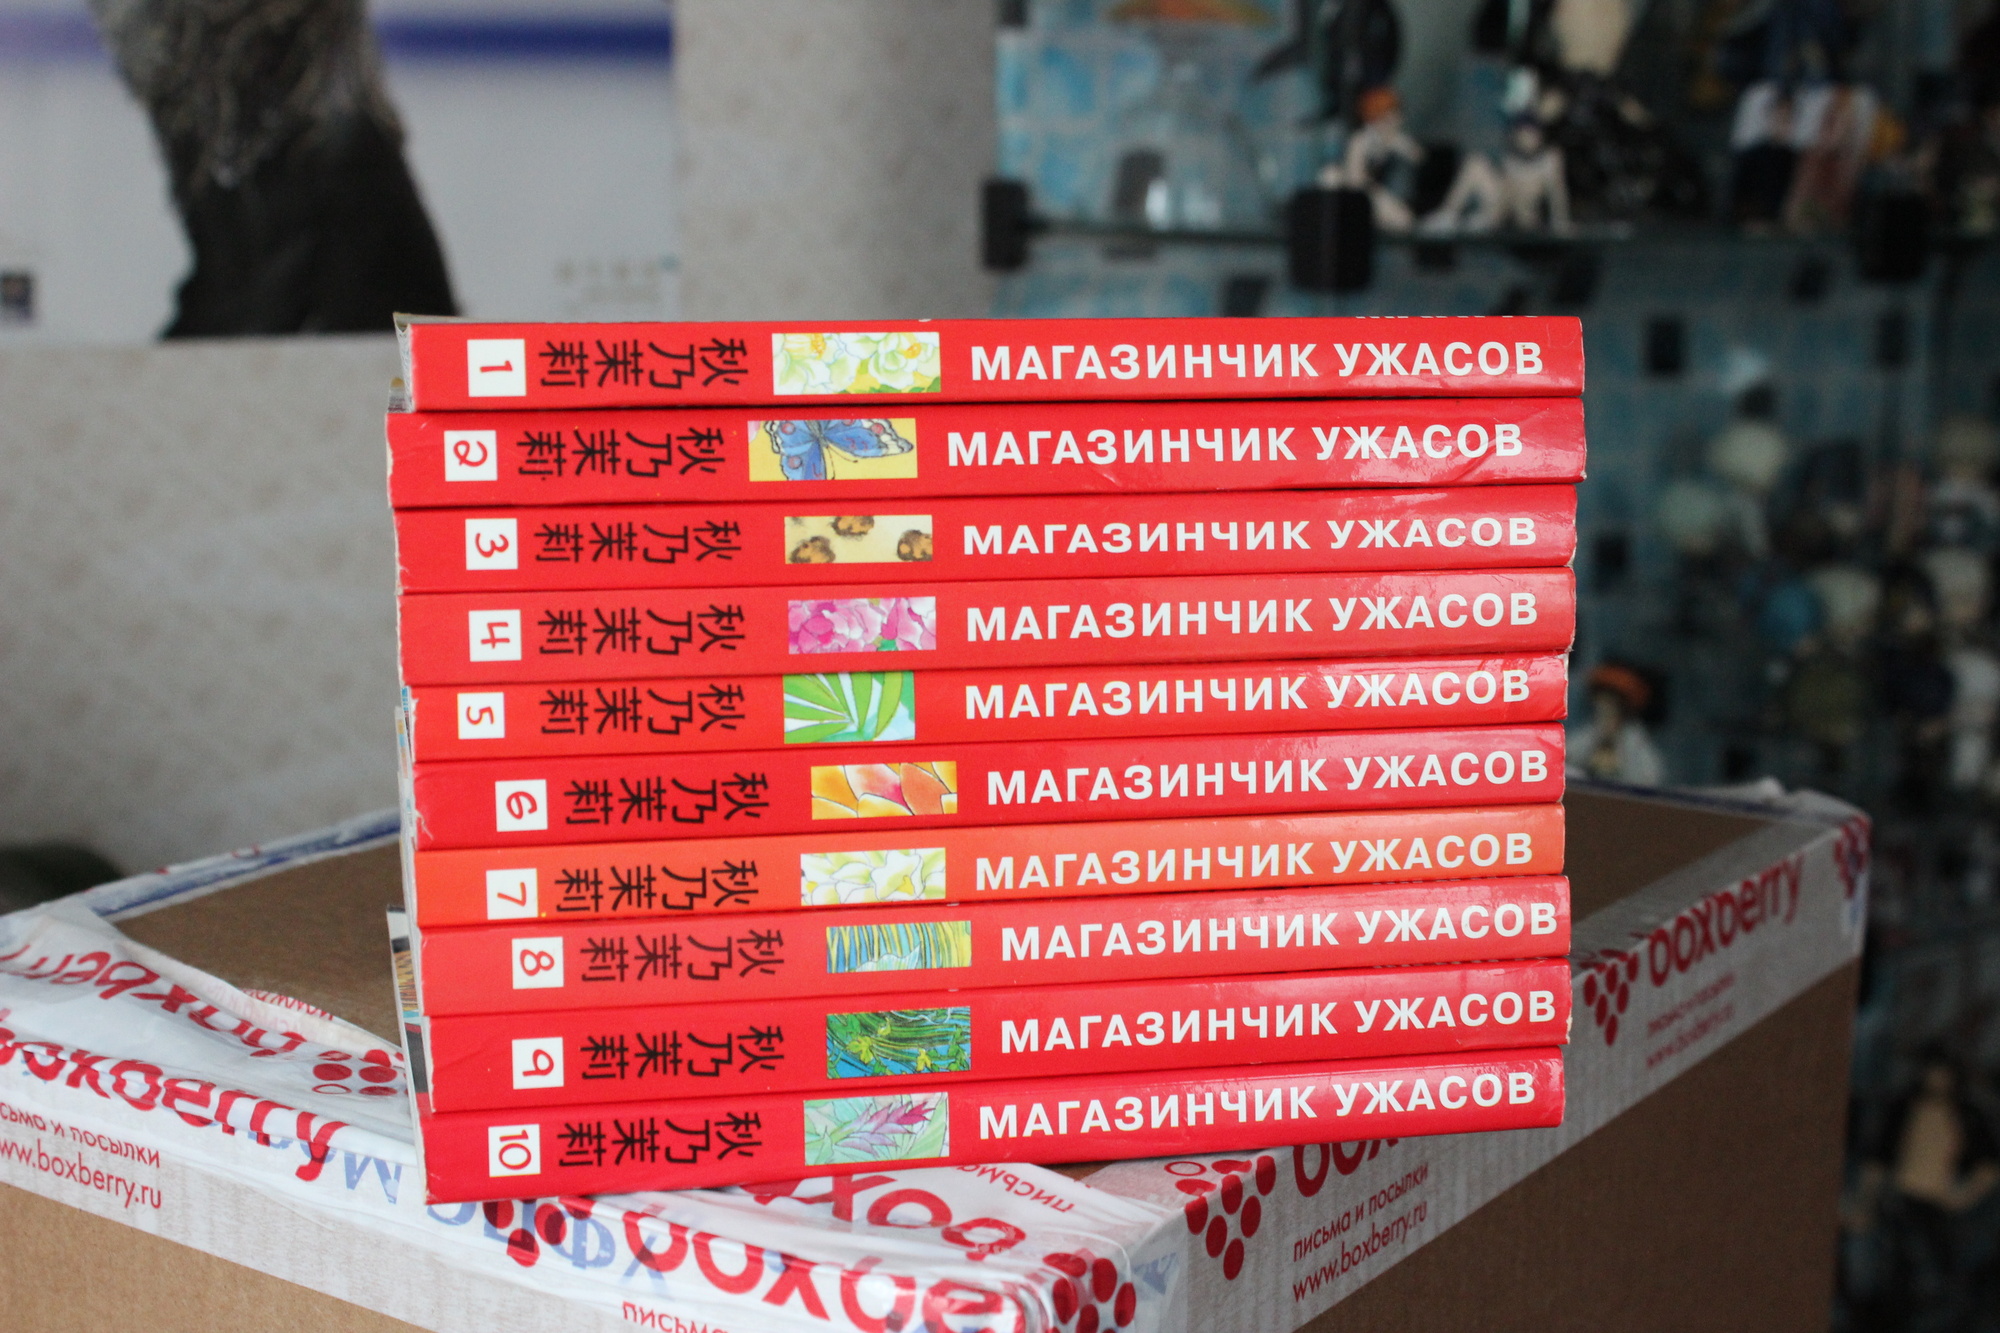 МАГАЗИНЧИК УЖАСОВ 秋乃茉莉 1
МАГАЗИНЧИК УЖАСОВ 秋乃茉莉 2
МАГАЗИНЧИК УЖАСОВ 秋乃茉莉 3
МАГАЗИНЧИК УЖАСОВ 秋乃茉莉 4
МАГАЗИНЧИК УЖАСОВ 秋乃茉莉 5
МАГАЗИНЧИК УЖАСОВ 秋乃茉莉 6
МАГАЗИНЧИК УЖАСОВ 秋乃茉莉 7
МАГАЗИНЧИК УЖАСОВ 秋乃茉莉 8
МАГАЗИНЧИК УЖАСОВ 秋乃茉莉 9
МАГАЗИНЧИК УЖАСОВ 秋乃茉莉 10
boxberry
www.boxberry.ru
boxberry
boxberry
и посылки
www.boxberry.ru
письма и посылки
www.boxberry.ru